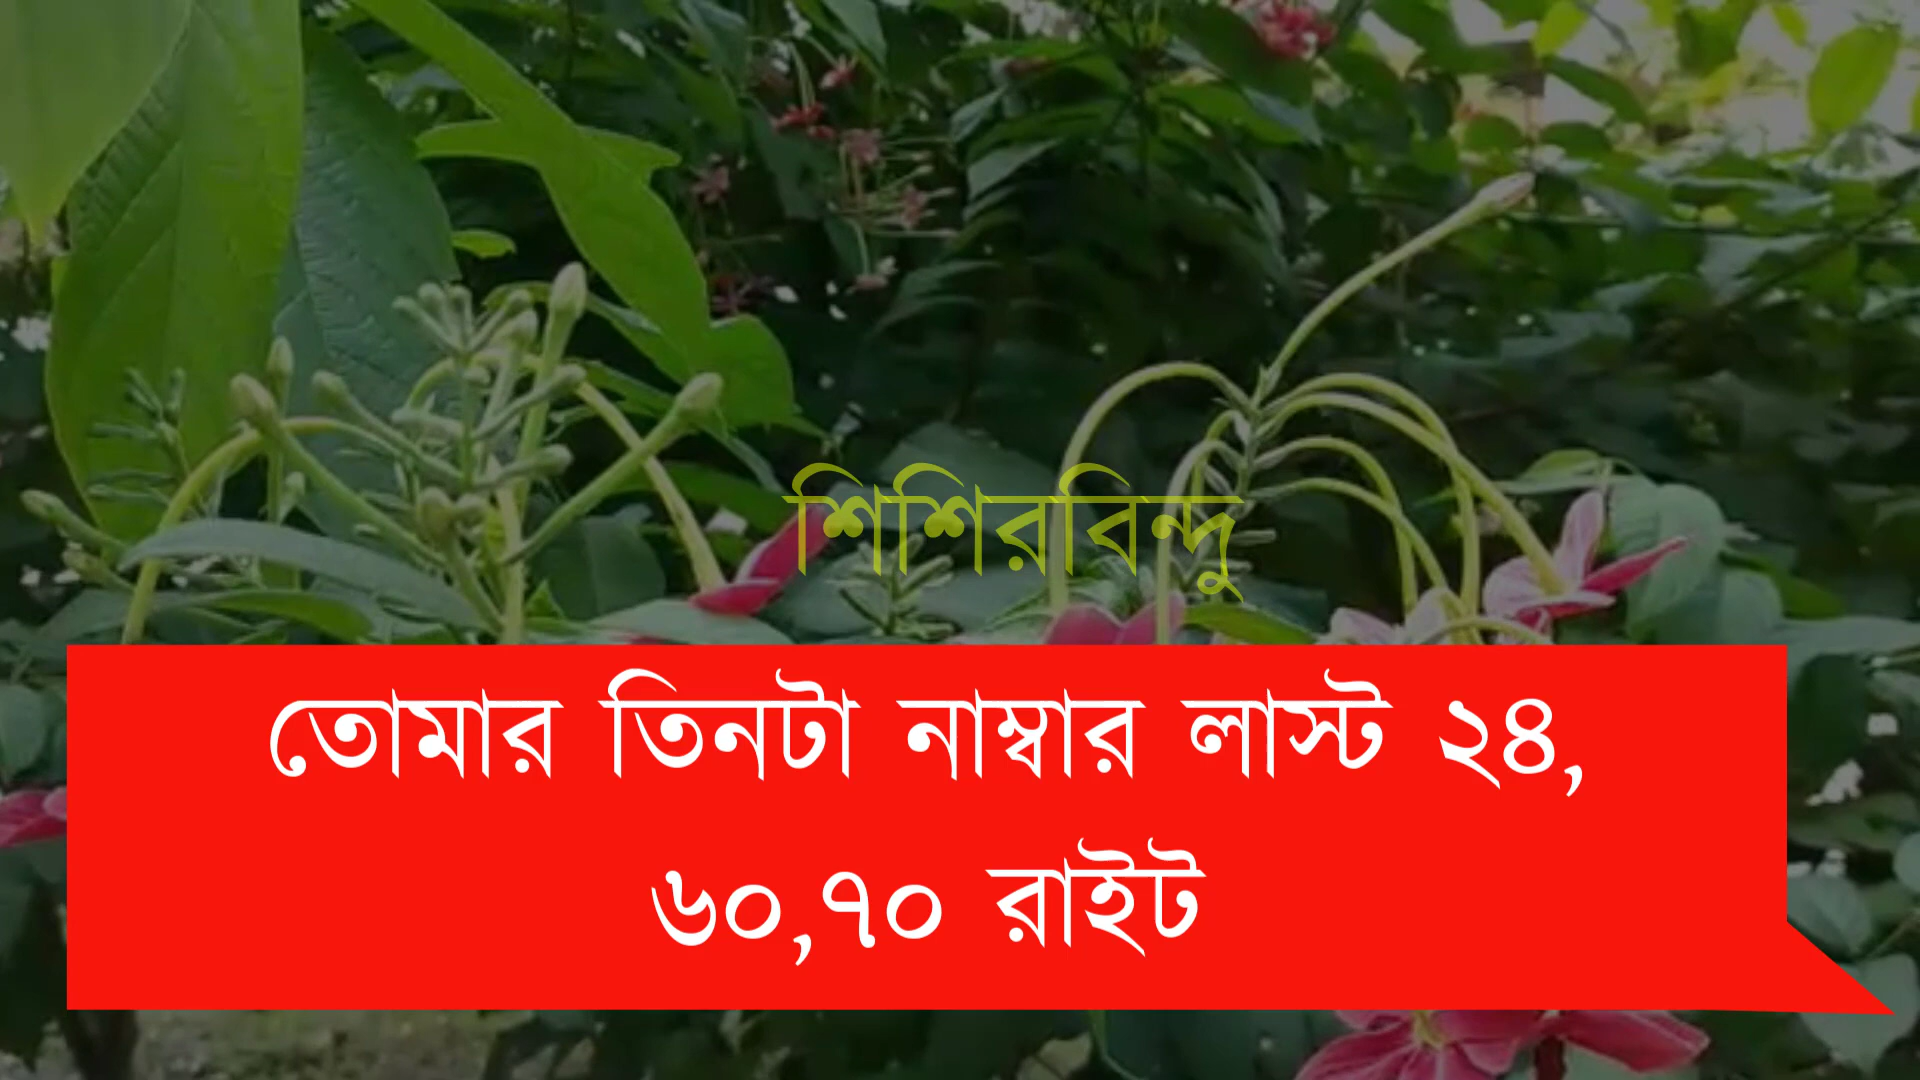 শিশিরবিন্দু
তোমার তিনটা নাম্বার লাস্ট ২৪,
৬০,৭০ রাইট